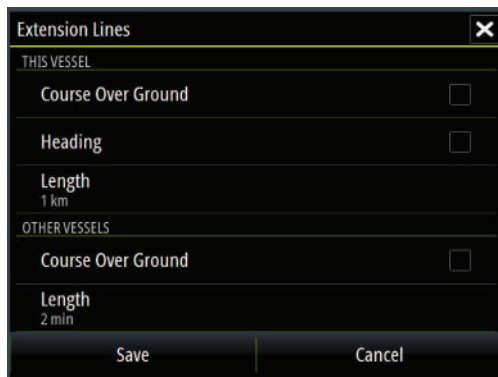 Extension Lines
THIS VESSEL
Course Over Ground
Heading
Length
1 km
OTHER VESSELS
Course Over Ground
Length
2 min
Save Cancel